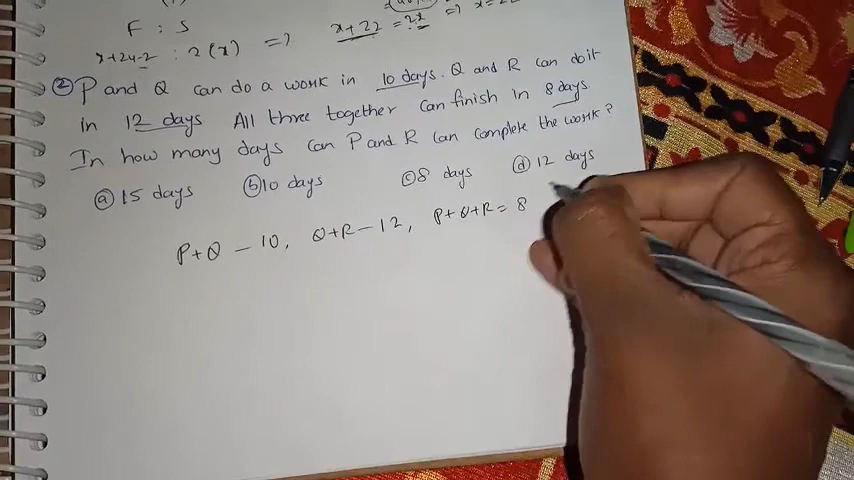 F : S
x+24-2 : 2(x) => x+22 = 2x => x=22
② P and Q can do a work in 10 days. Q and R can do it
in 12 days All three together can finish in 8 days.
In how many days can P and R can complete the work?
ⓐ 15 days ⓑ 10 days ⓒ 8 days ⓓ 12 days
P+Q - 10, Q+R - 12, P+Q+R = 8